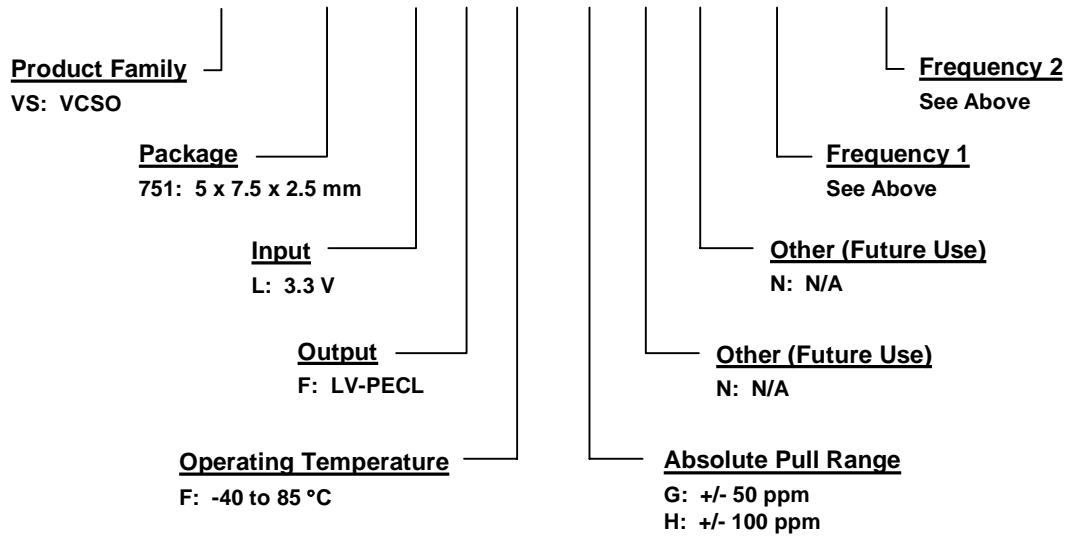 Product Family
VS: VCSO
Frequency 2
See Above
Package
751: 5 x 7.5 x 2.5 mm
Frequency 1
See Above
Input
L: 3.3 V
Other (Future Use)
N: N/A
Output
F: LV-PECL
Other (Future Use)
N: N/A
Operating Temperature
F: -40 to 85 °C
Absolute Pull Range
G: +/- 50 ppm
H: +/- 100 ppm